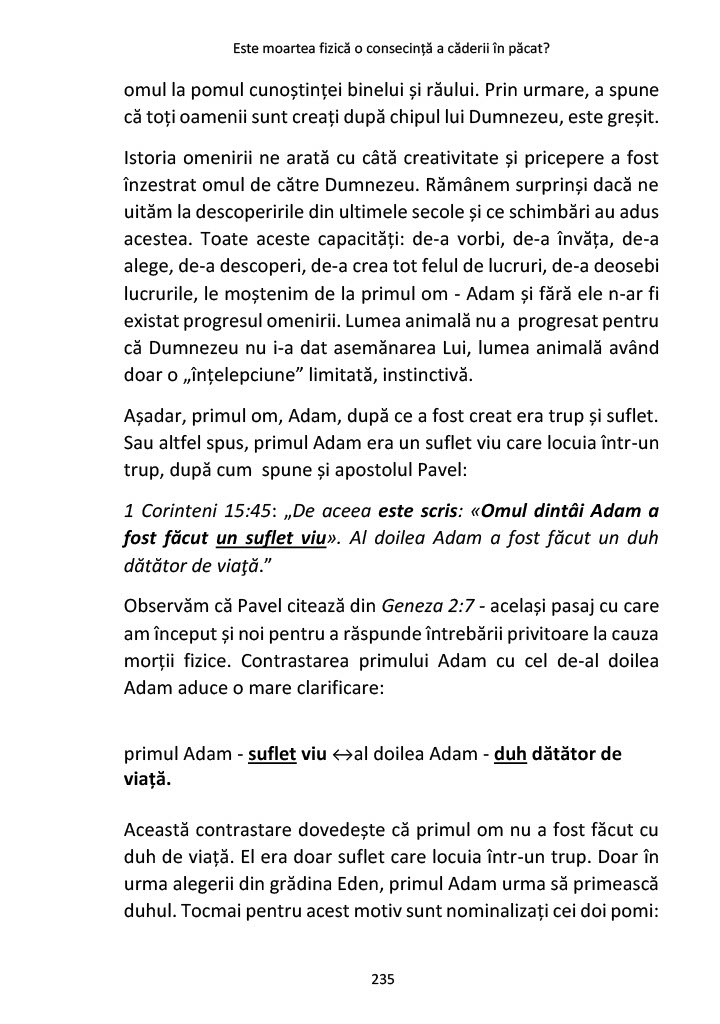 Este moartea fizică o consecință a căderii în păcat?
omul la pomul cunoștinței binelui și răului. Prin urmare, a spune
că toți oamenii sunt creați după chipul lui Dumnezeu, este greșit.
Istoria omenirii ne arată cu câtă creativitate și pricepere a fost
înzestrat omul de către Dumnezeu. Rămânem surprinși dacă ne
uităm la descoperirile din ultimele secole și ce schimbări au adus
acestea. Toate aceste capacități: de-a vorbi, de-a învăța, de-a
alege, de-a descoperi, de-a crea tot felul de lucruri, de-a deosebi
lucrurile, le moștenim de la primul om - Adam și fără ele n-ar fi
existat progresul omenirii. Lumea animală nu a  progresat pentru
că Dumnezeu nu i-a dat asemănarea Lui, lumea animală având
doar o „înțelepciune” limitată, instinctivă.
Așadar, primul om, Adam, după ce a fost creat era trup și suflet.
Sau altfel spus, primul Adam era un suflet viu care locuia într-un
trup, după cum  spune și apostolul Pavel:
1 Corinteni 15:45: „De aceea este scris: «Omul dintâi Adam a
fost făcut un suflet viu». Al doilea Adam a fost făcut un duh
dătător de viaţă.”
Observăm că Pavel citează din Geneza 2:7 - același pasaj cu care
am început și noi pentru a răspunde întrebării privitoare la cauza
morții fizice. Contrastarea primului Adam cu cel de-al doilea
Adam aduce o mare clarificare:
primul Adam - suflet viu ↔al doilea Adam - duh dătător de
viață.
Această contrastare dovedește că primul om nu a fost făcut cu
duh de viață. El era doar suflet care locuia într-un trup. Doar în
urma alegerii din grădina Eden, primul Adam urma să primească
duhul. Tocmai pentru acest motiv sunt nominalizați cei doi pomi:
235